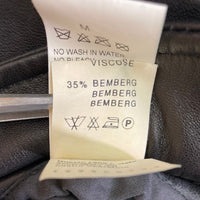 M
NO WASH IN WATER
NO BLEACH
VISCOSE
35% BEMBERG
BEMBERG
BEMBERG
P